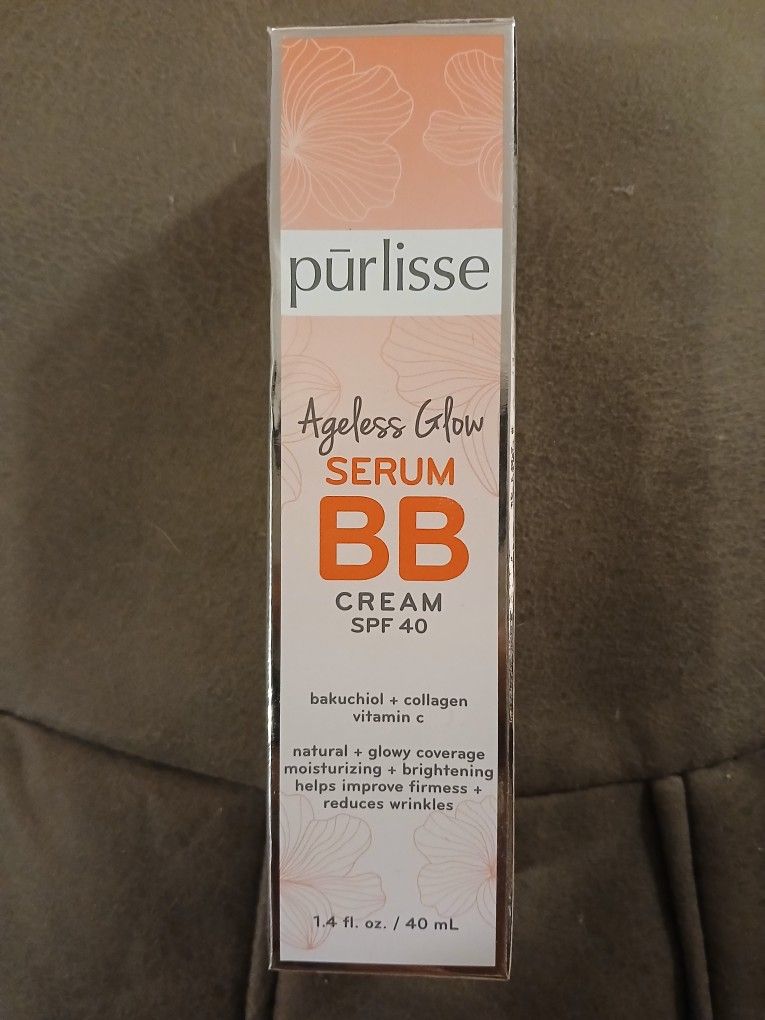 pūrlisse
Ageless Glow
SERUM
BB
CREAM
SPF 40
bakuchiol + collagen
vitamin c
natural + glowy coverage
moisturizing + brightening
helps improve firmess +
reduces wrinkles
1.4 fl. oz. / 40 mL